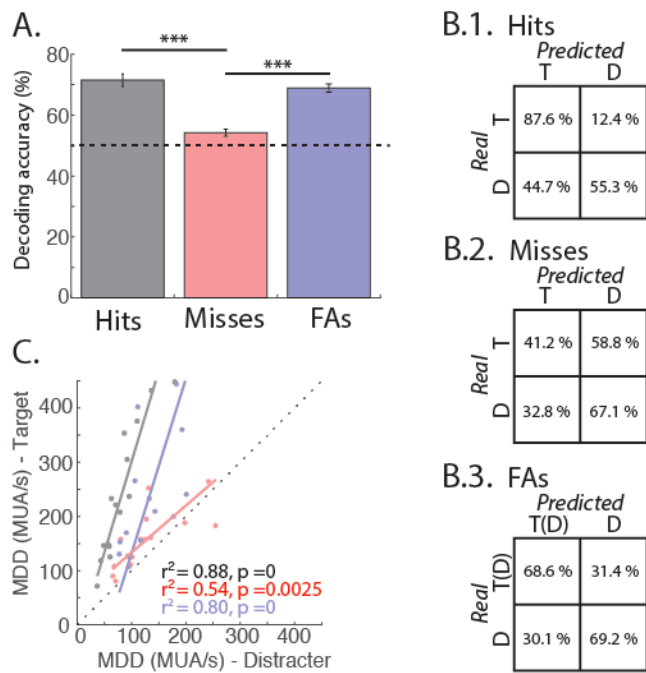 A.
80
60
40
20
0
Decoding accuracy (%)
***
***
Hits
Misses
FAs
B.1. Hits
Predicted
T D
Real
T
87.6 % 12.4 %
D
44.7 % 55.3 %
B.2. Misses
Predicted
T D
Real
T
41.2 % 58.8 %
D
32.8 % 67.1 %
B.3. FAs
Predicted
T(D) D
Real
T(D)
68.6 % 31.4 %
D
30.1 % 69.2 %
C.
MDD (MUA/s) - Target
400
300
200
100
0
r² = 0.88, p =0
r² = 0.54, p =0.0025
r² = 0.80, p =0
0 100 200 300 400
MDD (MUA/s) - Distracter